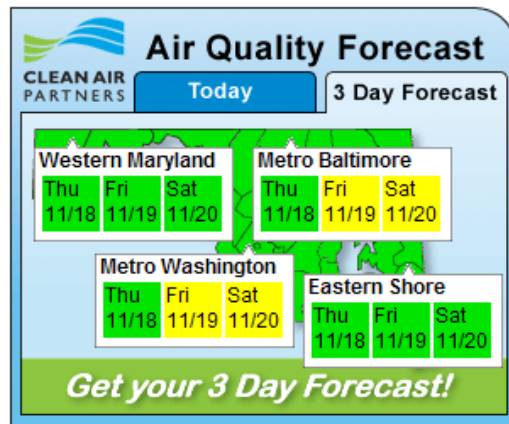 Air Quality Forecast
CLEAN AIR
PARTNERS
Today
3 Day Forecast
Western Maryland
Thu Fri Sat
11/18 11/19 11/20
Metro Baltimore
Thu Fri Sat
11/18 11/19 11/20
Metro Washington
Thu Fri Sat
11/18 11/19 11/20
Eastern Shore
Thu Fri Sat
11/18 11/19 11/20
Get your 3 Day Forecast!